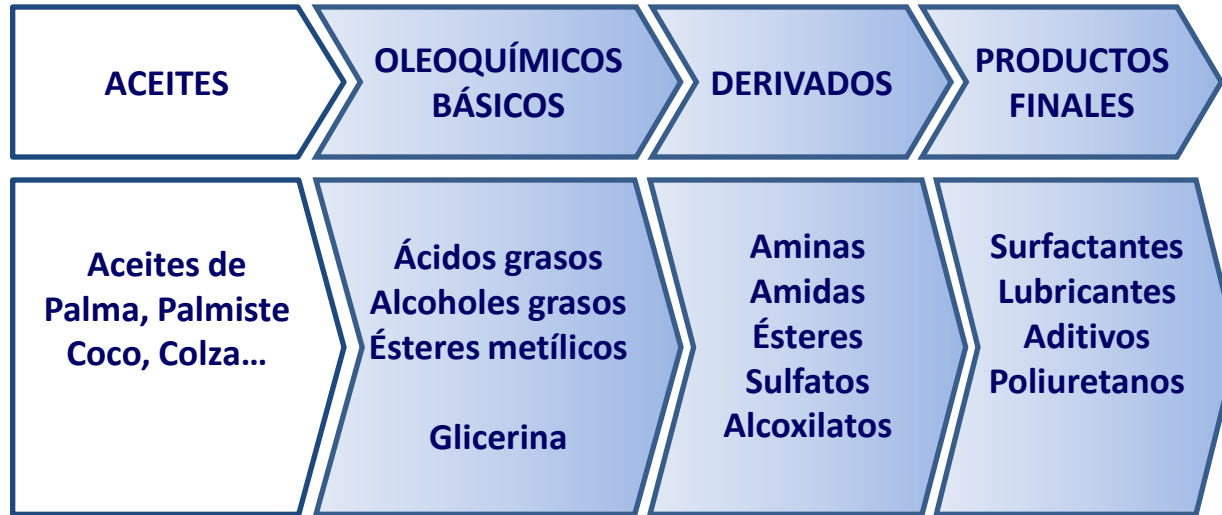 ACEITES
OLEOQUÍMICOS
BÁSICOS
DERIVADOS
PRODUCTOS
FINALES
Aceites de
Palma, Palmiste
Coco, Colza…
Ácidos grasos
Alcoholes grasos
Ésteres metílicos
Glicerina
Aminas
Amidas
Ésteres
Sulfatos
Alcoxilatos
Surfactantes
Lubricantes
Aditivos
Poliuretanos